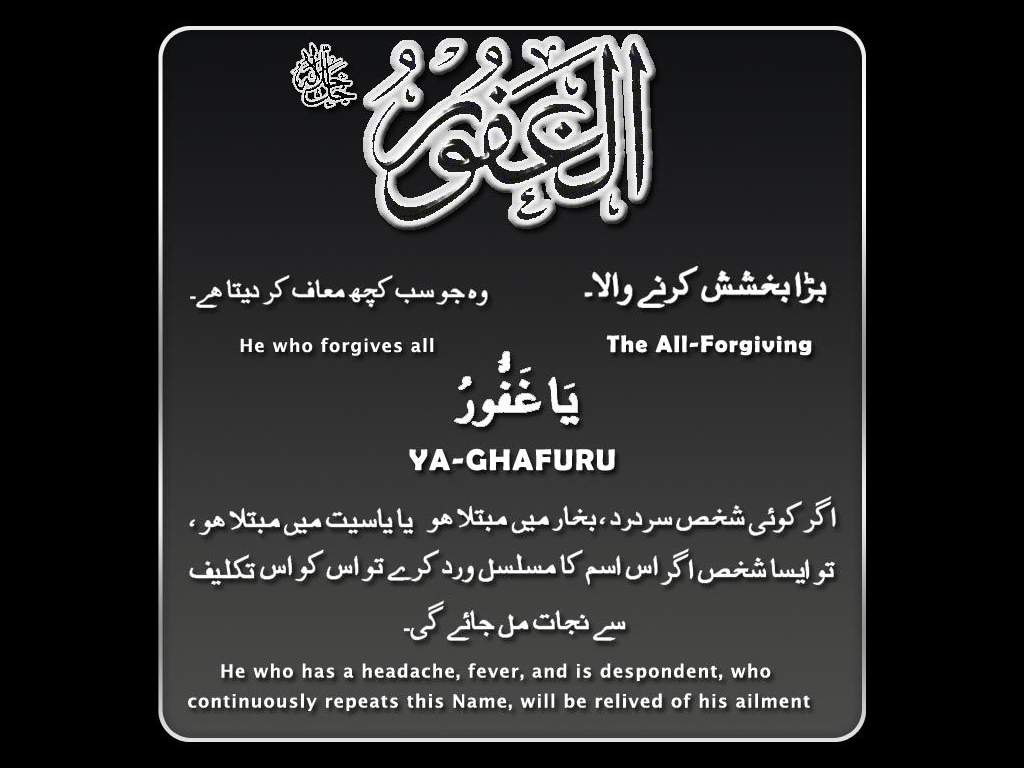 الغفور
جل جلاله
بڑا بخشش کرنے والا۔
وہ جو سب کچھ معاف کر دیتا ھے۔
The All-Forgiving
He who forgives all
يَا غَفُّورُ
YA-GHAFURU
اگر کوئی شخص سر درد، بخار میں مبتلا ھو یا یاسیت میں مبتلا ھو،
تو ایسا شخص اگر اس اسم کا مسلسل ورد کرے تو اس کو اس تکلیف
سے نجات مل جائے گی۔
He who has a headache, fever, and is despondent, who
continuously repeats this Name, will be relived of his ailment